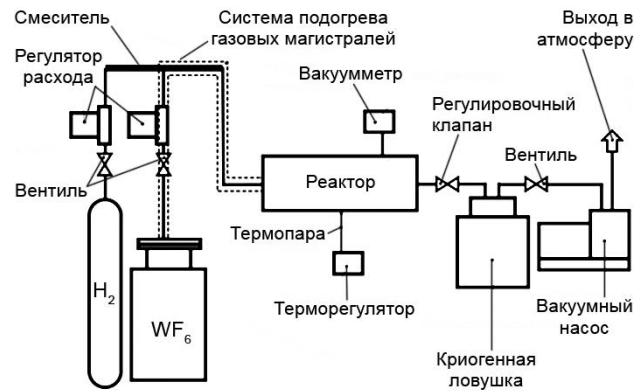 Смеситель
Система подогрева
газовых магистралей
Выход в
атмосферу
Регулятор
расхода
Вакуумметр
Регулировочный
клапан
Вентиль
Реактор
Вентиль
Термопара
H2
WF6
Терморегулятор
Криогенная
ловушка
Вакуумный
насос